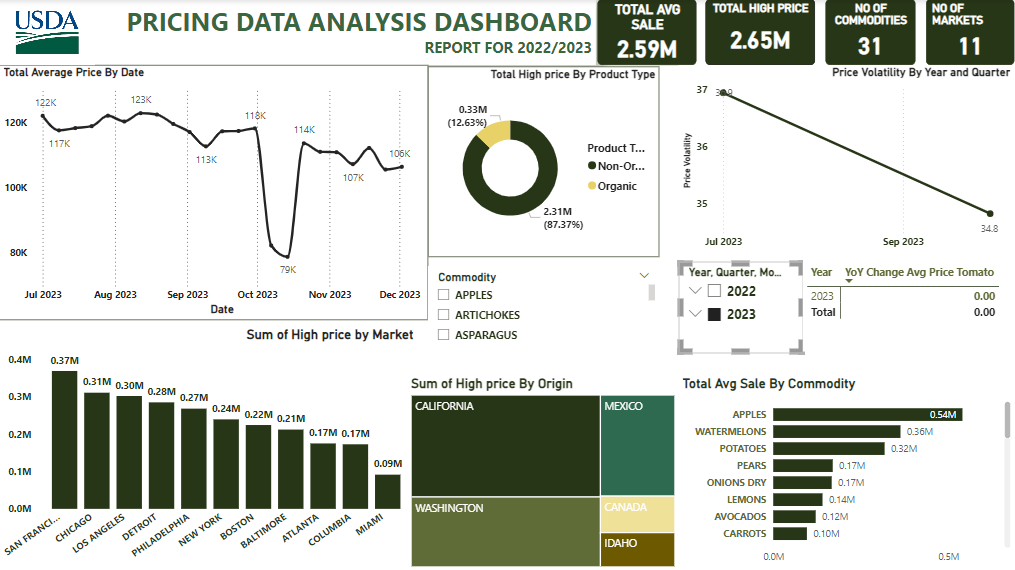 USDA
PRICING DATA ANALYSIS DASHBOARD
REPORT FOR 2022/2023
TOTAL AVG
SALE
2.59M
TOTAL HIGH PRICE
2.65M
NO OF
COMMODITIES
31
NO OF
MARKETS
11
Total Average Price By Date
120K
100K
80K
122K
117K
123K
113K
118K
79K
114K
107K
106K
Jul 2023
Aug 2023
Sep 2023
Oct 2023
Nov 2023
Dec 2023
Date
Total High price By Product Type
0.33M
(12.63%)
2.31M
(87.37%)
Product T...
Non-Or...
Organic
Price Volatility By Year and Quarter
Price Volatility
37
36
35
34.8
Jul 2023
Sep 2023
Commodity
APPLES
ARTICHOKES
ASPARAGUS
Year, Quarter, Mo...
2022
2023
Year YoY Change Avg Price Tomato
2023 0.00
Total 0.00
Sum of High price by Market
0.4M
0.3M
0.2M
0.1M
0.0M
0.37M
0.31M
0.30M
0.28M
0.27M
0.24M
0.22M
0.21M
0.17M
0.17M
0.09M
SAN FRANCI...
CHICAGO
LOS ANGELES
DETROIT
PHILADELPHIA
NEW YORK
BOSTON
BALTIMORE
ATLANTA
COLUMBIA
MIAMI
Sum of High price By Origin
CALIFORNIA
WASHINGTON
MEXICO
CANADA
IDAHO
Total Avg Sale By Commodity
APPLES 0.54M
WATERMELONS 0.36M
POTATOES 0.32M
PEARS 0.17M
ONIONS DRY 0.17M
LEMONS 0.14M
AVOCADOS 0.12M
CARROTS 0.10M
0.0M
0.5M